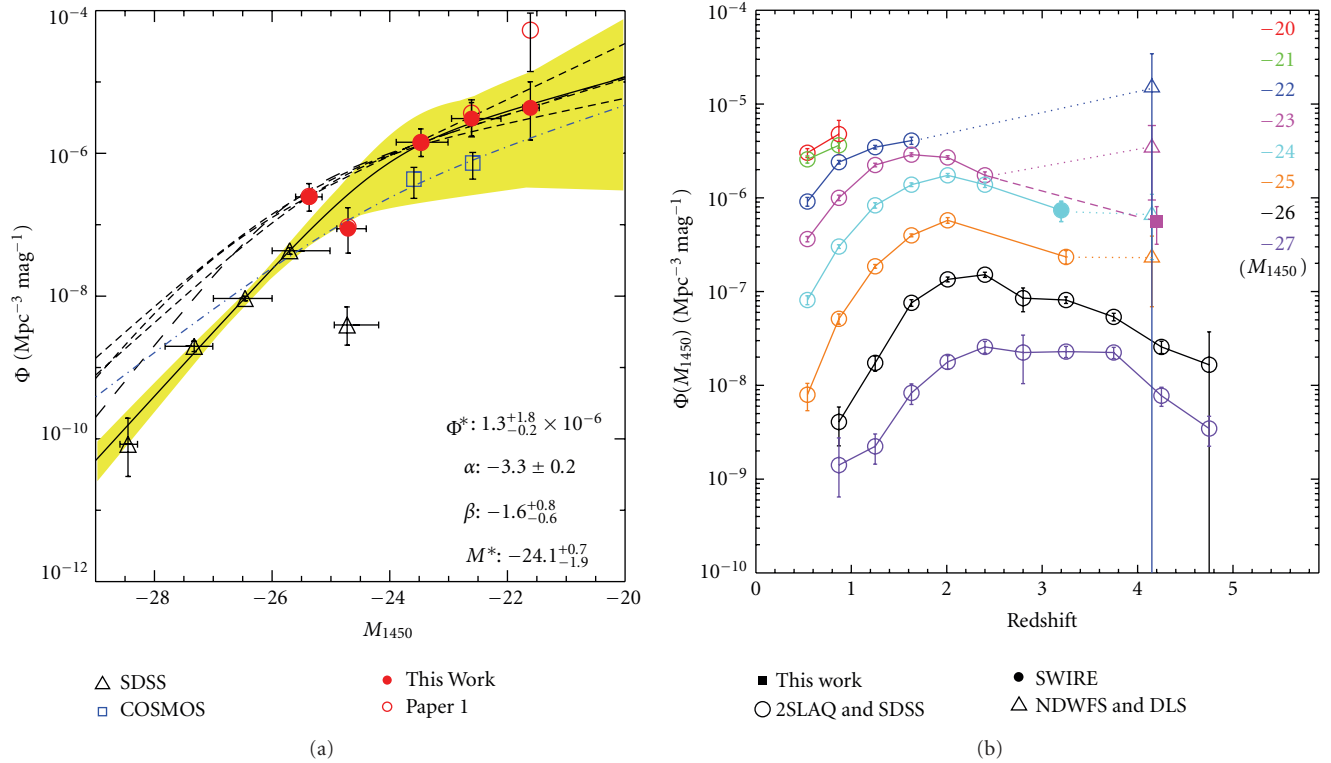 10⁻⁴
10⁻⁶
10⁻⁸
10⁻¹⁰
10⁻¹²
Φ (Mpc⁻³ mag⁻¹)
Φ*: 1.3 +1.8 −0.2 × 10⁻⁶
α: −3.3 ± 0.2
β: −1.6 +0.8 −0.6
M*: −24.1 +0.7 −1.9
−28 −26 −24 −22 −20
M₁₄₅₀
SDSS
This Work
COSMOS
Paper 1
(a)
10⁻⁴
10⁻⁵
10⁻⁶
10⁻⁷
10⁻⁸
10⁻⁹
10⁻¹⁰
Φ(M₁₄₅₀) (Mpc⁻³ mag⁻¹)
−20
−21
−22
−23
−24
−25
−26
−27
(M₁₄₅₀)
0 1 2 3 4 5
Redshift
This work
SWIRE
2SLAQ and SDSS
NDWFS and DLS
(b)